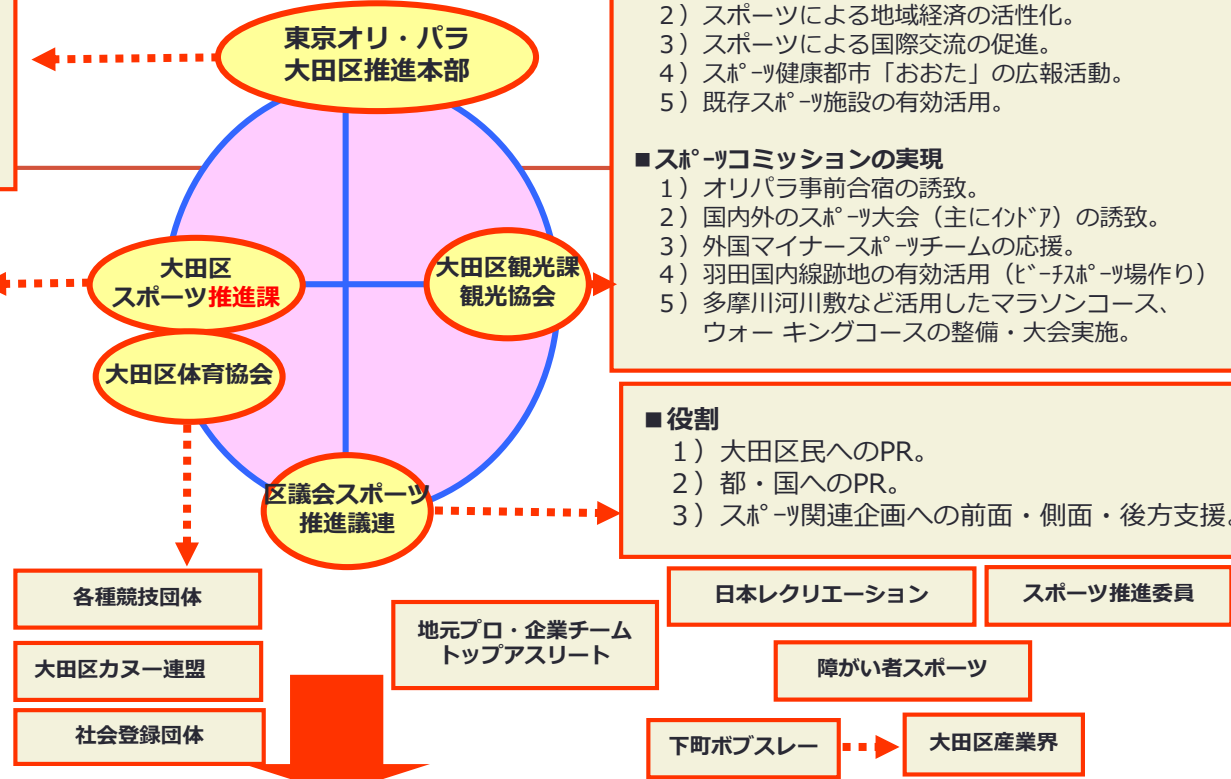 東京オリ・パラ
大田区推進本部
2）スポーツによる地域経済の活性化。
3）スポーツによる国際交流の促進。
4）ｽﾎﾟｰﾂ健康都市「おおた」の広報活動。
5）既存ｽﾎﾟｰﾂ施設の有効活用。
■ｽﾎﾟｰﾂコミッションの実現
1）オリパラ事前合宿の誘致。
2）国内外のｽﾎﾟｰﾂ大会（主にｲﾝﾄﾞｱ）の誘致。
3）外国マイナーｽﾎﾟｰﾂチームの応援。
4）羽田国内線跡地の有効活用（ﾋﾞｰﾁｽﾎﾟｰﾂ場作り）
5）多摩川河川敷など活用したマラソンコース、
ウォー キングコースの整備・大会実施。
大田区
スポーツ推進課
大田区観光課
観光協会
大田区体育協会
区議会スポーツ
推進議連
■役割
1）大田区民へのPR。
2）都・国へのPR。
3）ｽﾎﾟｰﾂ関連企画への前面・側面・後方支援。
各種競技団体
大田区カヌー連盟
社会登録団体
地元プロ・企業チーム
トップアスリート
日本レクリエーション
スポーツ推進委員
障がい者スポーツ
下町ボブスレー
大田区産業界